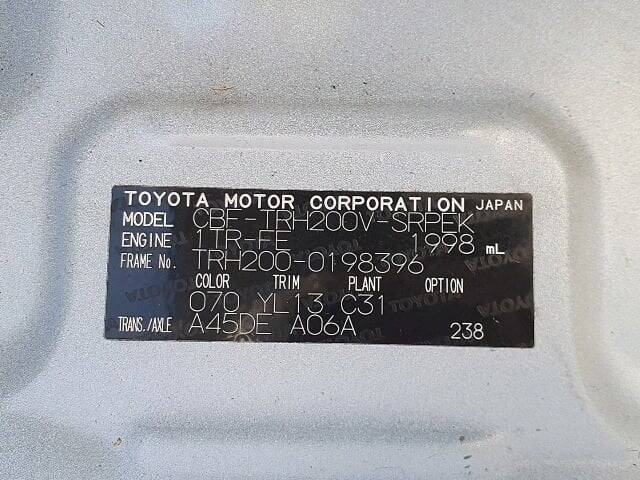 TOYOTA MOTOR CORPORATION JAPAN
MODEL CBF-TRH200V-SRPEK
ENGINE 1TR-FE 1998 mL
FRAME No. TRH200-0198396
COLOR TRIM PLANT OPTION
070 YL13 C31
TRANS./AXLE A45DE A06A 238